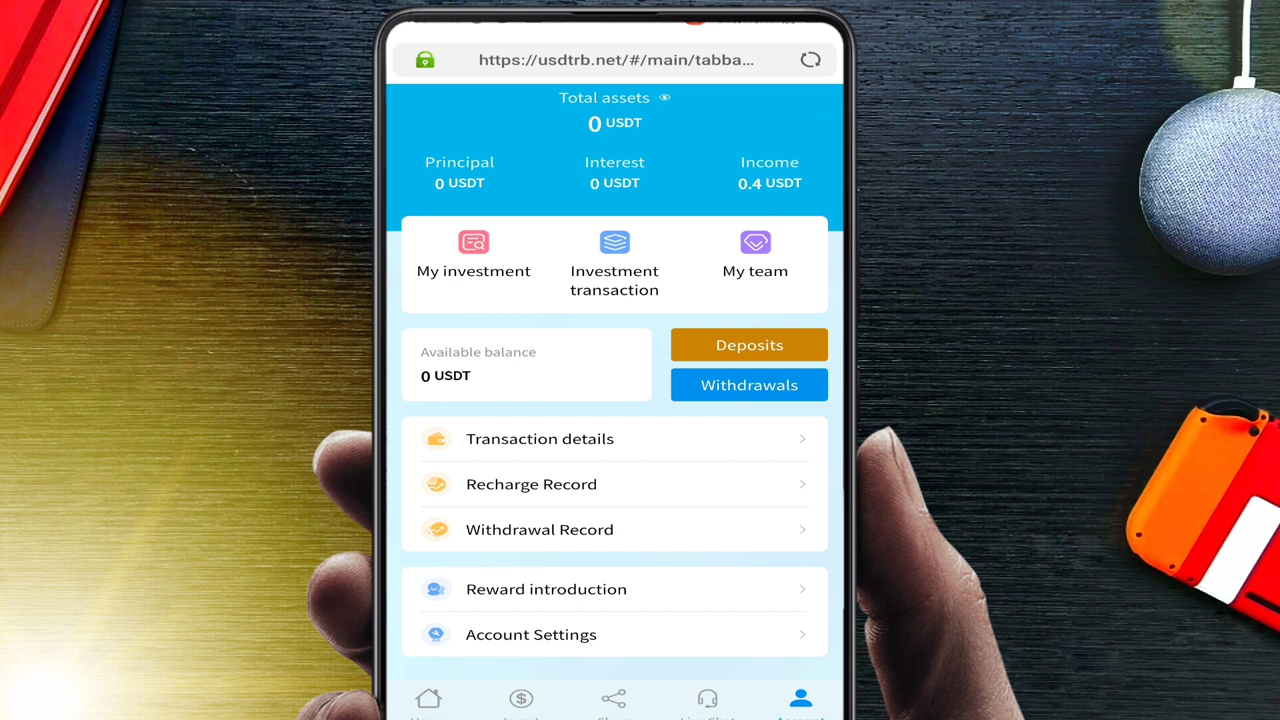 https://usdtrb.net/#/main/tabba...
Total assets
0 USDT
Principal
Interest
Income
0 USDT
0 USDT
0.4 USDT
My investment
Investment
transaction
My team
Available balance
0 USDT
Deposits
Withdrawals
Transaction details
Recharge Record
Withdrawal Record
Reward introduction
Account Settings